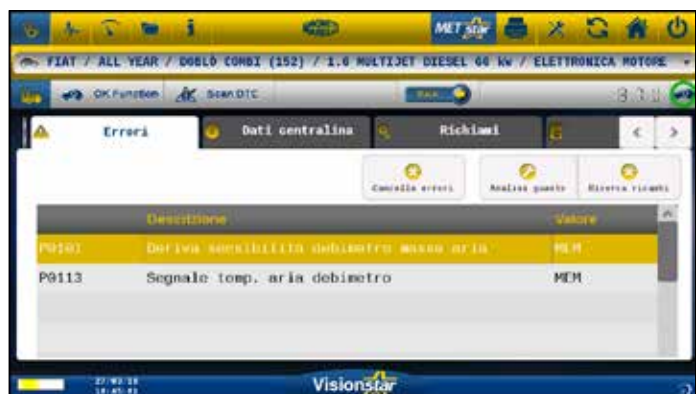 METstar
FIAT / ALL YEAR / DOBLÒ COMBI (152) / 1.6 MULTIJET DIESEL 66 kW / ELETTRONICA MOTORE
OK Function Scan DTC
Errori Dati centralina Richiami
Cancella errori Analisi guasto Ricerca ricambi
Descrizione Valore
P0101 Deriva sensibilità debimetro massa aria MEM
P0113 Segnale temp. aria debimetro MEM
Visionstar